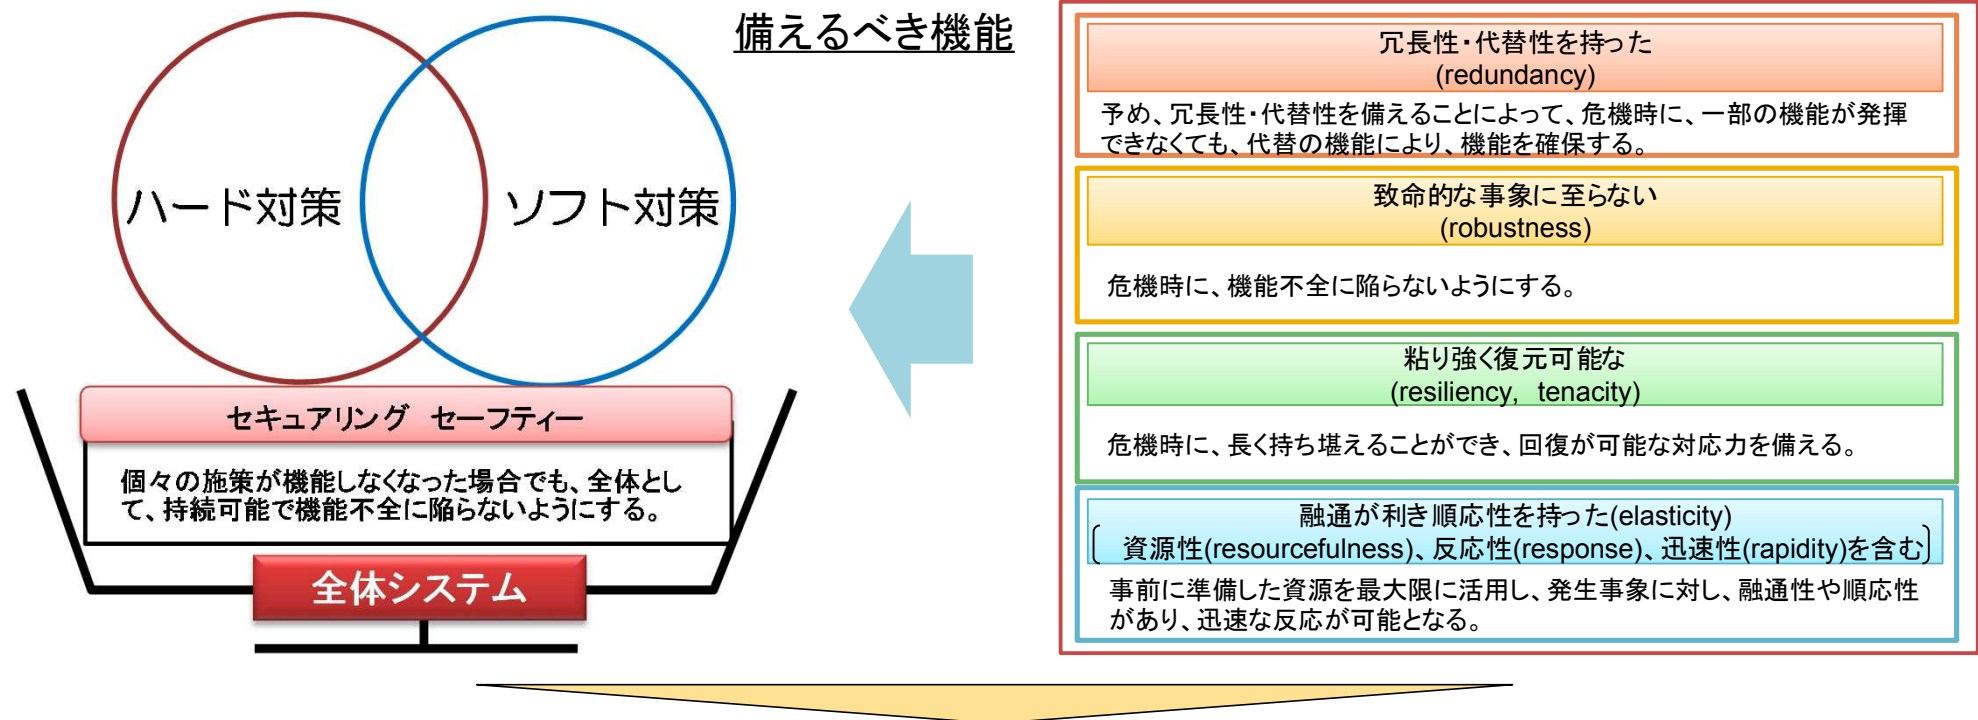 備えるべき機能
ハード対策
ソフト対策
セキュアリング　セーフティー
個々の施策が機能しなくなった場合でも、全体とし
て、持続可能で機能不全に陥らないようにする。
全体システム
冗長性・代替性を持った
(redundancy)
予め、冗長性・代替性を備えることによって、危機時に、一部の機能が発揮
できなくても、代替の機能により、機能を確保する。
致命的な事象に至らない
(robustness)
危機時に、機能不全に陥らないようにする。
粘り強く復元可能な
(resiliency, tenacity)
危機時に、長く持ち堪えることができ、回復が可能な対応力を備える。
融通が利き順応性を持った(elasticity)
〔資源性(resourcefulness)、反応性(response)、迅速性(rapidity)を含む〕
事前に準備した資源を最大限に活用し、発生事象に対し、融通性や順応性
があり、迅速な反応が可能となる。